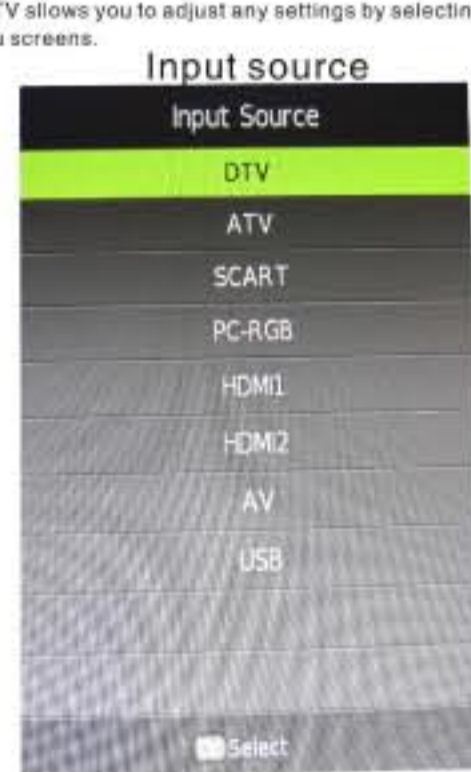 TV allows you to adjust any settings by selectin
screens.
Input source
Input Source
DTV
ATV
SCART
PC-RGB
HDMI1
HDMI2
AV
USB
Select